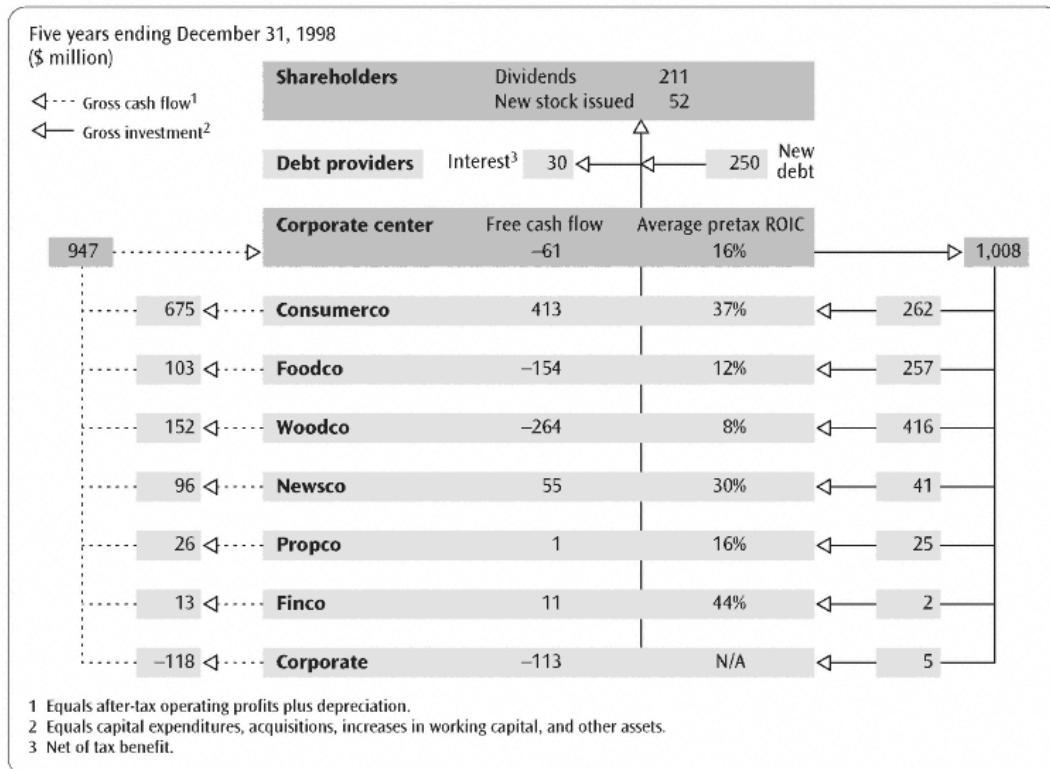 Five years ending December 31, 1998
($ million)
Gross cash flow¹
Gross investment²
Shareholders Dividends 211
New stock issued 52
Debt providers Interest³ 30 250 New debt
947 Corporate center Free cash flow –61 Average pretax ROIC 16% 1,008
675 Consumerco 413 37% 262
103 Foodco –154 12% 257
152 Woodco –264 8% 416
96 Newsco 55 30% 41
26 Propco 1 16% 25
13 Finco 11 44% 2
–118 Corporate –113 N/A 5
1 Equals after-tax operating profits plus depreciation.
2 Equals capital expenditures, acquisitions, increases in working capital, and other assets.
3 Net of tax benefit.